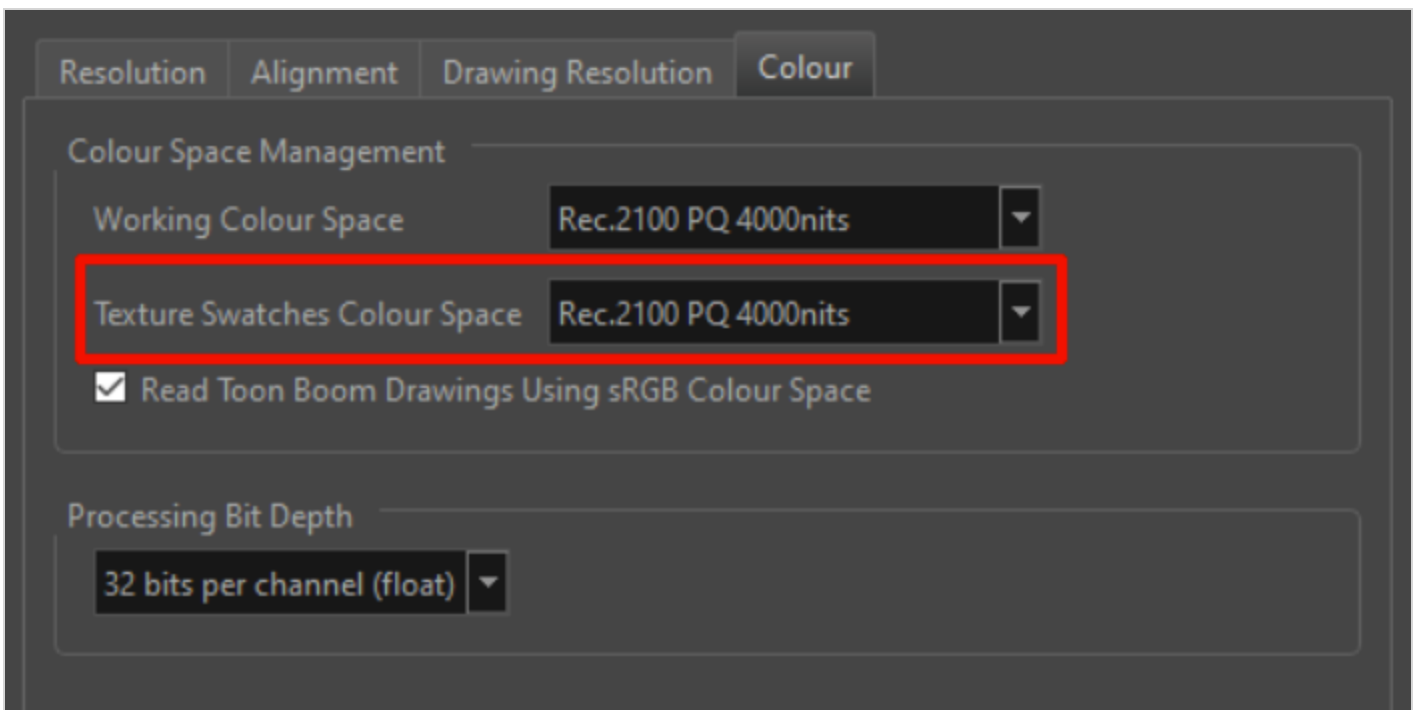 Resolution Alignment Drawing Resolution Colour
Colour Space Management
Working Colour Space Rec.2100 PQ 4000nits
Texture Swatches Colour Space Rec.2100 PQ 4000nits
Read Toon Boom Drawings Using sRGB Colour Space
Processing Bit Depth
32 bits per channel (float)